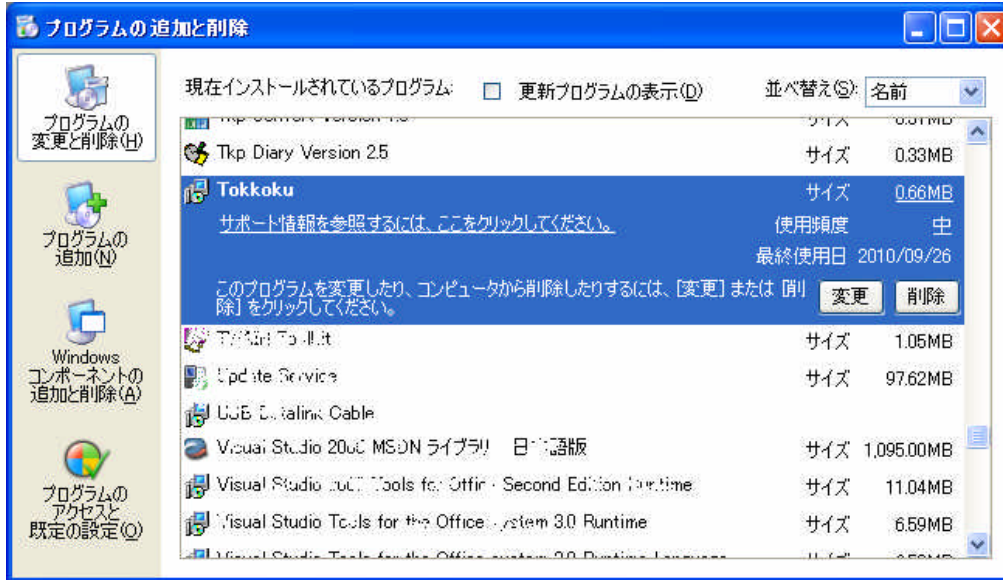 プログラムの追加と削除
現在インストールされているプログラム: 更新プログラムの表示(D) 並べ替え(S): 名前
プログラムの
変更と削除(H)
プログラムの
追加(N)
Windows
コンポーネントの
追加と削除(A)
プログラムの
アクセスと
既定の設定(O)
Tkp Diary Version 2.5 サイズ 0.33MB
Tokkoku サイズ 0.66MB
サポート情報を参照するには、ここをクリックしてください。 使用頻度 中
最終使用日 2010/09/26
このプログラムを変更したり、コンピュータから削除したりするには、[変更] または [削
除] をクリックしてください。 変更 削除
サイズ 1.05MB
Update Service サイズ 97.62MB
Cable
Visual Studio MSDN ライブラリ サイズ 1,095.00MB
Visual Studio Tools for Second Edition サイズ 11.04MB
Visual Studio Tools for the Office 3.0 Runtime サイズ 6.59MB